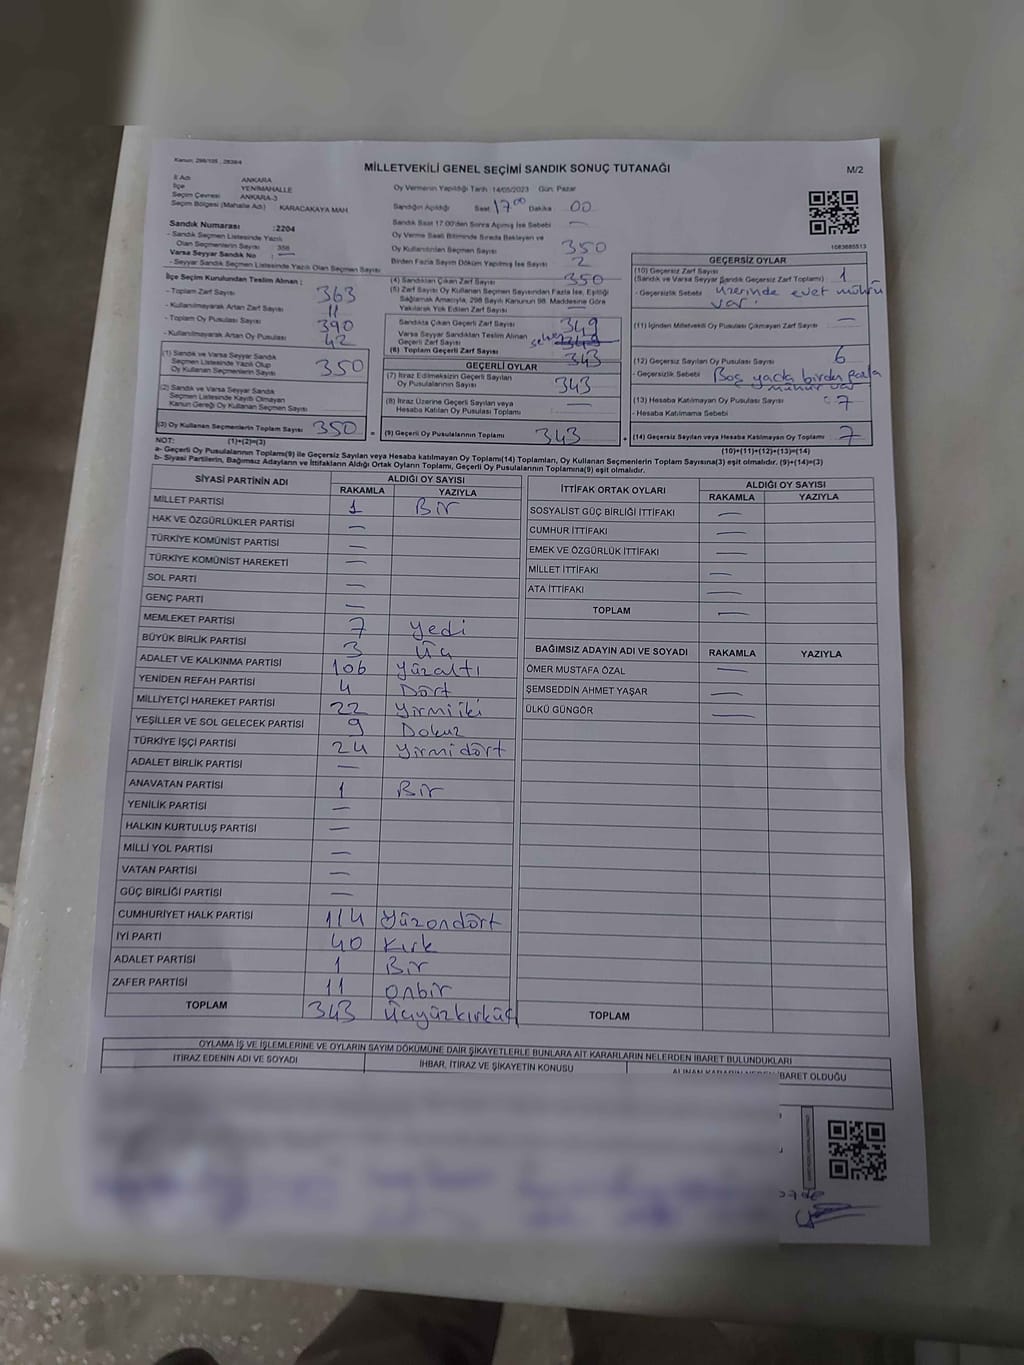 Kanun: 298/105 , 2839/4
MİLLETVEKİLİ GENEL SEÇİMİ SANDIK SONUÇ TUTANAĞI
M/2
İl Adı ANKARA
İlçe YENİMAHALLE
Seçim Çevresi ANKARA-3
Seçim Bölgesi (Mahalle Adı) : KARACAKAYA MAH.
Oy Vermenin Yapıldığı Tarih :14/05/2023 Gün: Pazar
Sandığın Açıldığı Saat 17 00 Dakika 00
Sandık Saat 17:00'den Sonra Açılmış İse Sebebi —
Oy Verme Saati Bitiminde Sırada Bekleyen ve
Oy Kullandırılan Seçmen Sayısı 350
Birden Fazla Sayım Döküm Yapılmış İse Sayısı 2
Sandık Numarası :2204
- Sandık Seçmen Listesinde Yazılı
Olan Seçmenlerin Sayısı : 358
Varsa Seyyar Sandık No : —
- Seyyar Sandık Seçmen Listesinde Yazılı Olan Seçmen Sayısı
1083685513
İlçe Seçim Kurulundan Teslim Alınan ;
- Toplam Zarf Sayısı 363
- Kullanılmayarak Artan Zarf Sayısı 11
- Toplam Oy Pusulası Sayısı 390
- Kullanılmayarak Artan Oy Pusulası 42
(1) Sandık ve Varsa Seyyar Sandık
Seçmen Listesinde Yazılı Olup
Oy Kullanan Seçmenlerin Sayısı 350
(2) Sandık ve Varsa Seyyar Sandık
Seçmen Listesinde Kayıtlı Olmayan
Kanun Gereği Oy Kullanan Seçmen Sayısı
(3) Oy Kullanan Seçmenlerin Toplam Sayısı 350
(4) Sandıktan Çıkan Zarf Sayısı 350
(5) Zarf Sayısı Oy Kullanan Seçmen Sayısından Fazla İse, Eşitliği
Sağlamak Amacıyla, 298 Sayılı Kanunun 98. Maddesine Göre
Yakılarak Yok Edilen Zarf Sayısı —
Sandıkta Çıkan Geçerli Zarf Sayısı 349
Varsa Seyyar Sandıktan Teslim Alınan
Geçerli Zarf Sayısı
(6) Toplam Geçerli Zarf Sayısı 343
GEÇERLİ OYLAR
(7) İtiraz Edilmeksizin Geçerli Sayılan
Oy Pusulalarının Sayısı 343
(8) İtiraz Üzerine Geçerli Sayılan veya
Hesaba Katılan Oy Pusulası Toplamı —
(9) Geçerli Oy Pusulalarının Toplamı 343
GEÇERSİZ OYLAR
(10) Geçersiz Zarf Sayısı
(Sandık ve Varsa Seyyar Sandık Geçersiz Zarf Toplamı) 1
- Geçersizlik Sebebi üzerinde evet mührü
var.
(11) İçinden Milletvekili Oy Pusulası Çıkmayan Zarf Sayısı —
(12) Geçersiz Sayılan Oy Pusulası Sayısı 6
- Geçersizlik Sebebi Boş yada birden fazla
mühür var
(13) Hesaba Katılmayan Oy Pusulası Sayısı : 7
- Hesaba Katılmama Sebebi
(14) Geçersiz Sayılan veya Hesaba Katılmayan Oy Toplamı 7
NOT: (1)+(2)=(3)
(10)+(11)+(12)+(13)=(14)
a- Geçerli Oy Pusulaları Toplamı(9) ile Geçersiz Sayılan veya Hesaba Katılmayan Oy Toplamı(14) Toplamları, Oy Kullanan Seçmenlerin Toplam Sayısına(3) eşit olmalıdır. (9)+(14)=(3)
b- Siyasi Partilerin, Bağımsız Adayların ve İttifakların Aldığı Ortak Oyların Toplamı, Geçerli Oy Pusulalarının Toplamına(9) eşit olmalıdır.
SİYASİ PARTİNİN ADI ALDIĞI OY SAYISI
RAKAMLA YAZIYLA
MİLLET PARTİSİ 1 Bir
HAK VE ÖZGÜRLÜKLER PARTİSİ —
TÜRKİYE KOMÜNİST PARTİSİ —
TÜRKİYE KOMÜNİST HAREKETİ —
SOL PARTİ —
GENÇ PARTİ —
MEMLEKET PARTİSİ 7 Yedi
BÜYÜK BİRLİK PARTİSİ 3 Üç
ADALET VE KALKINMA PARTİSİ 106 Yüzaltı
YENİDEN REFAH PARTİSİ 4 Dört
MİLLİYETÇİ HAREKET PARTİSİ 22 Yirmiiki
YEŞİLLER VE SOL GELECEK PARTİSİ 9 Dokuz
TÜRKİYE İŞÇİ PARTİSİ 24 Yirmidört
ADALET BİRLİK PARTİSİ —
ANAVATAN PARTİSİ 1 Bir
YENİLİK PARTİSİ —
HALKIN KURTULUŞ PARTİSİ —
MİLLİ YOL PARTİSİ —
VATAN PARTİSİ —
GÜÇ BİRLİĞİ PARTİSİ —
CUMHURİYET HALK PARTİSİ 114 Yüzondört
İYİ PARTİ 40 Kırk
ADALET PARTİSİ 1 Bir
ZAFER PARTİSİ 11 Onbir
TOPLAM 343 Üçyüzkırküç
İTTİFAK ORTAK OYLARI ALDIĞI OY SAYISI
RAKAMLA YAZIYLA
SOSYALİST GÜÇ BİRLİĞİ İTTİFAKI —
CUMHUR İTTİFAKI —
EMEK VE ÖZGÜRLÜK İTTİFAKI —
MİLLET İTTİFAKI —
ATA İTTİFAKI —
TOPLAM —
BAĞIMSIZ ADAYIN ADI VE SOYADI RAKAMLA YAZIYLA
ÖMER MUSTAFA ÖZAL —
ŞEMSEDDİN AHMET YAŞAR —
ÜLKÜ GÜNGÖR —
TOPLAM
OYLAMA İŞ VE İŞLEMLERİNE VE OYLARIN SAYIM DÖKÜMÜNE DAİR ŞİKAYETLERLE BUNLARA AİT KARARLARIN NELERDEN İBARET BULUNDUKLARI
İTİRAZ EDENİN ADI VE SOYADI İHBAR, İTİRAZ VE ŞİKAYETİN KONUSU ALINAN KARARIN NEDEN İBARET OLDUĞU